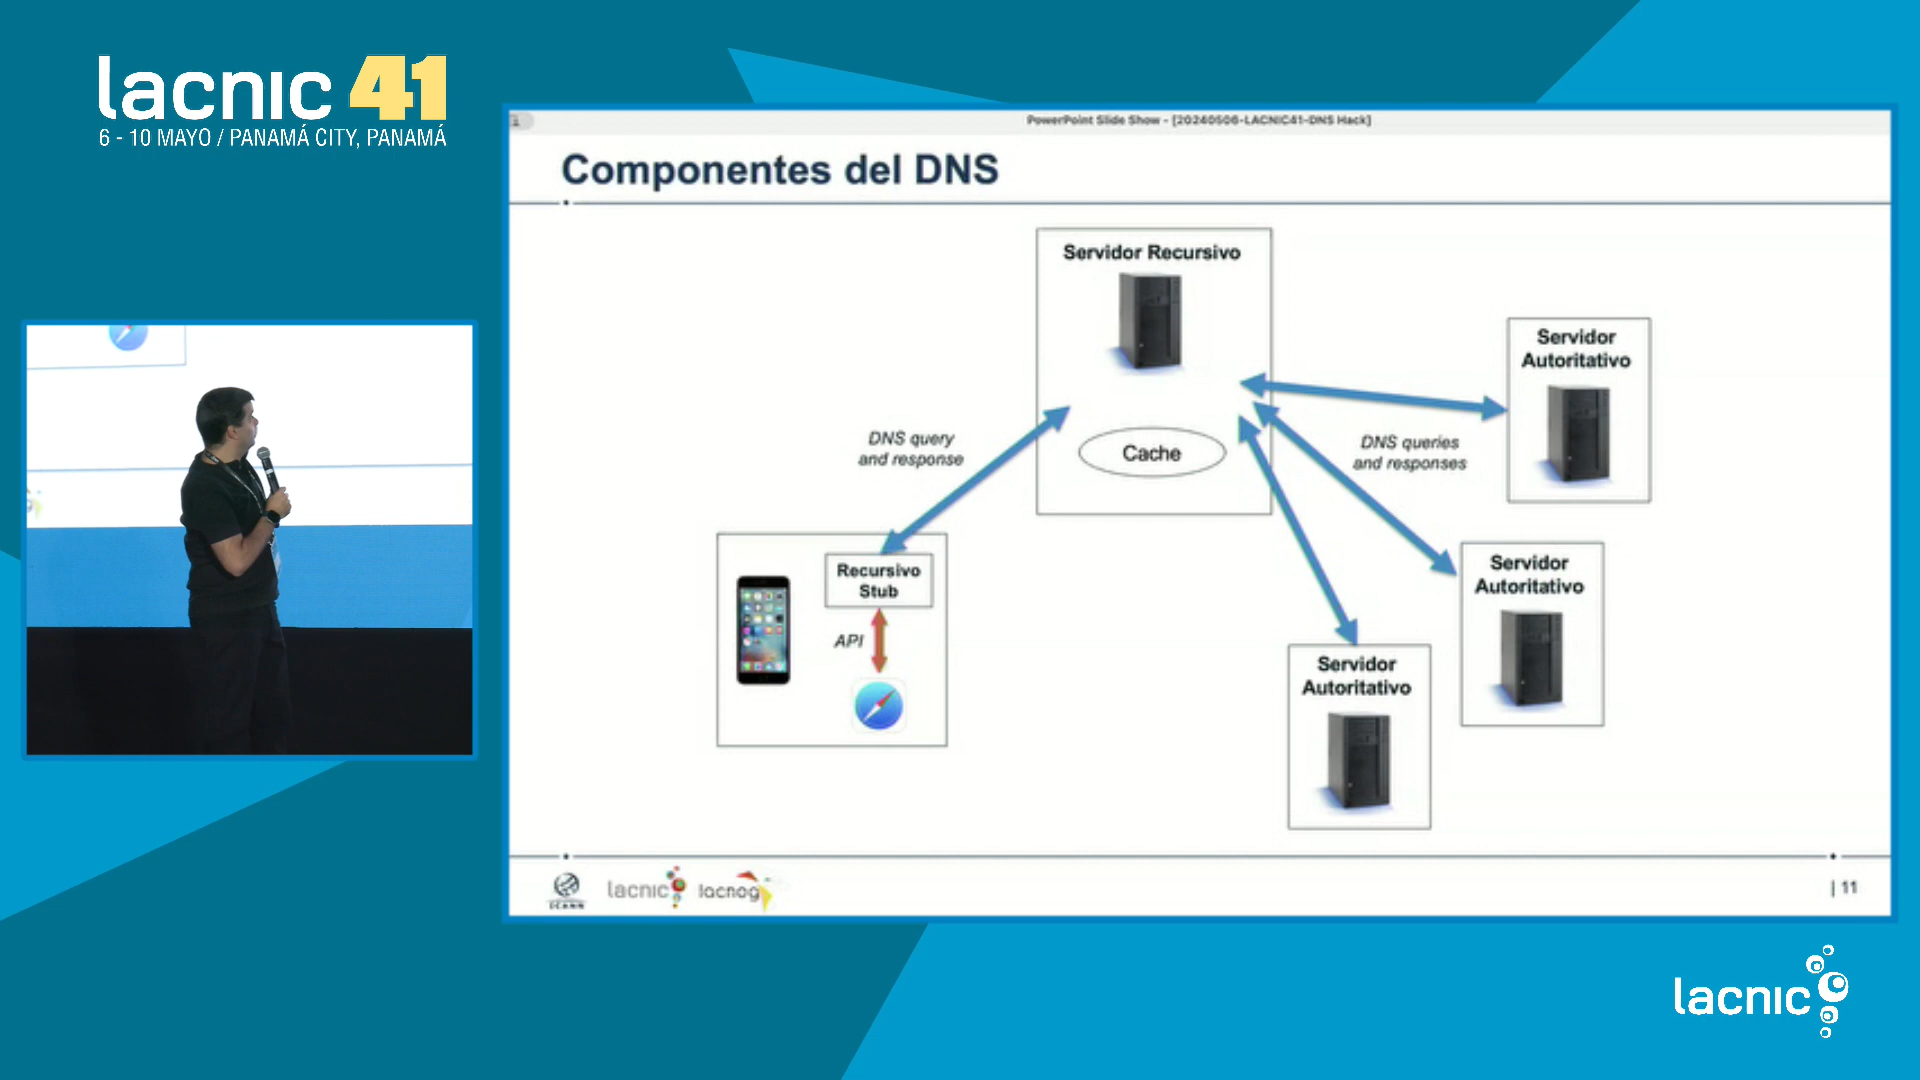 lacnic 41
6 - 10 MAYO / PANAMÁ CITY, PANAMÁ
PowerPoint Slide Show - [20240506-LACNIC41-DNS Hack]
Componentes del DNS
Servidor Recursivo
Cache
DNS query
and response
Recursivo
Stub
API
DNS queries
and responses
Servidor
Autoritativo
Servidor
Autoritativo
Servidor
Autoritativo
ICANN
lacnic
lacnog
| 11
lacnic